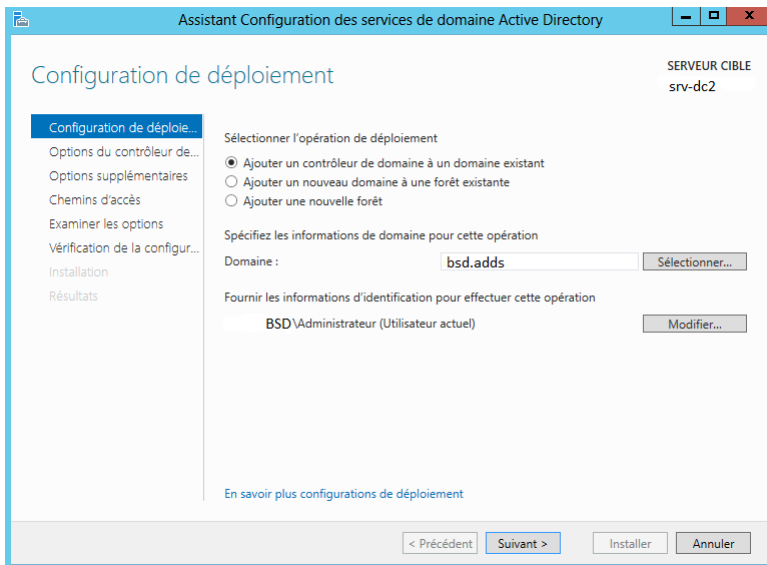 Assistant Configuration des services de domaine Active Directory
Configuration de déploiement
SERVEUR CIBLE
srv-dc2
Configuration de déploie...
Options du contrôleur de...
Options supplémentaires
Chemins d'accès
Examiner les options
Vérification de la configur...
Installation
Résultats
Sélectionner l'opération de déploiement
Ajouter un contrôleur de domaine à un domaine existant
Ajouter un nouveau domaine à une forêt existante
Ajouter une nouvelle forêt
Spécifiez les informations de domaine pour cette opération
Domaine : bsd.adds Sélectionner...
Fournir les informations d'identification pour effectuer cette opération
BSD\Administrateur (Utilisateur actuel) Modifier...
En savoir plus configurations de déploiement
< Précédent Suivant > Installer Annuler